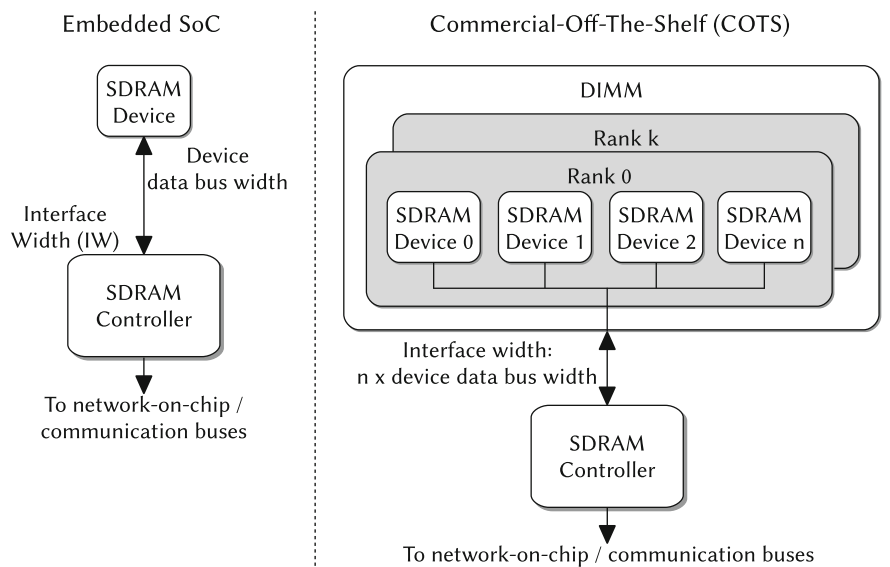 Embedded SoC
SDRAM
Device
Device
data bus width
Interface
Width (IW)
SDRAM
Controller
To network-on-chip /
communication buses
Commercial-Off-The-Shelf (COTS)
DIMM
Rank k
Rank 0
SDRAM
Device 0
SDRAM
Device 1
SDRAM
Device 2
SDRAM
Device n
Interface width:
n x device data bus width
SDRAM
Controller
To network-on-chip / communication buses